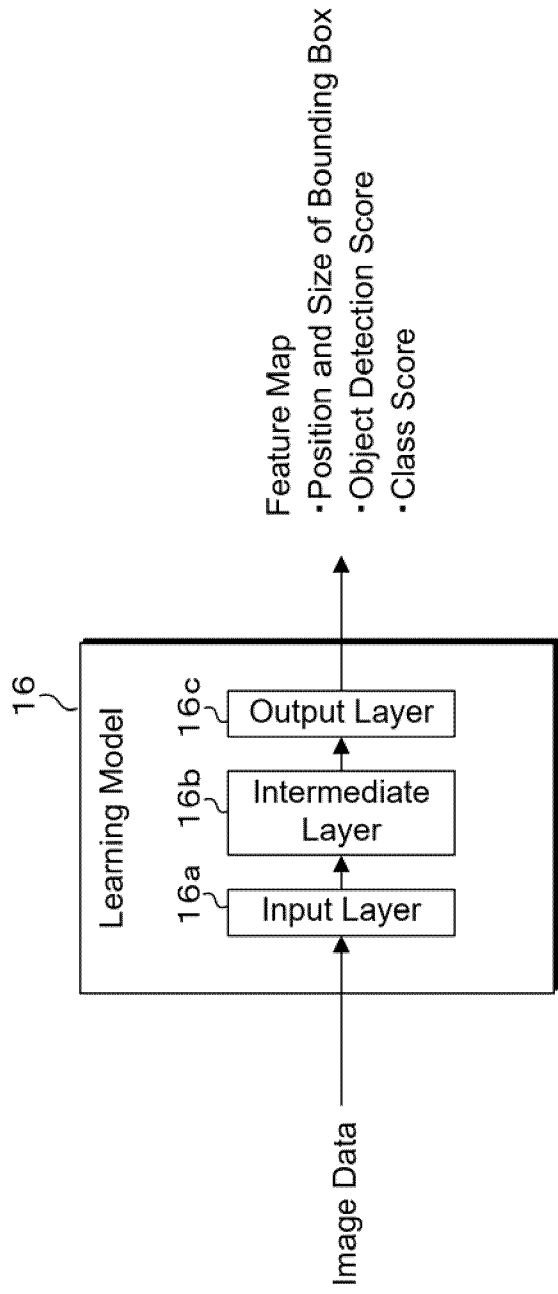 16
Learning Model
16a
16b
16c
Image Data
Input Layer
Intermediate
Layer
Output Layer
Feature Map
・Position and Size of Bounding Box
・Object Detection Score
・Class Score